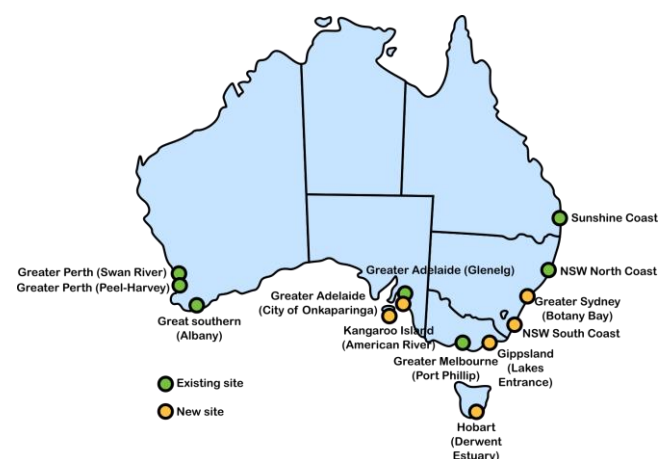 Sunshine Coast
Greater Perth (Swan River)
Greater Adelaide (Glenelg)
NSW North Coast
Greater Perth (Peel-Harvey)
Greater Adelaide
(City of Onkaparinga)
Greater Sydney
(Botany Bay)
Great southern
(Albany)
Kangaroo Island
(American River)
NSW South Coast
Greater Melbourne
(Port Phillip)
Gippsland
(Lakes
Entrance)
Existing site
New site
Hobart
(Derwent
Estuary)